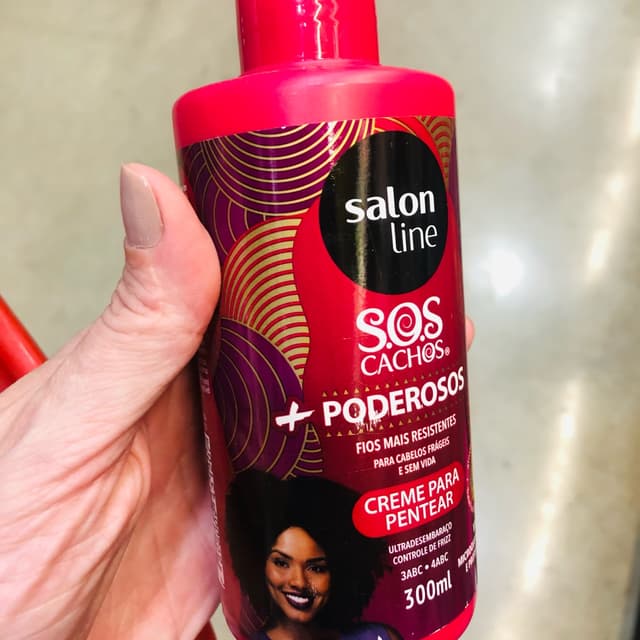 salon
line
S.O.S
CACHOS®
+ PODEROSOS
FIOS MAIS RESISTENTES
PARA CABELOS FRÁGEIS
E SEM VIDA
CREME PARA
PENTEAR
ULTRADESEMBARAÇO
CONTROLE DE FRIZZ
3ABC • 4ABC
300ml